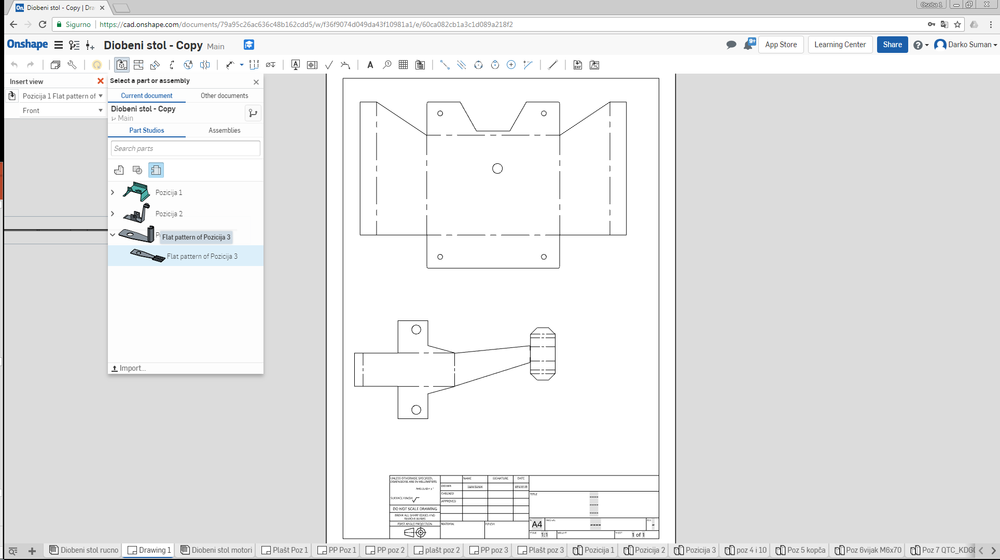 Diobeni stol - Copy | Dra
Osoba 1
Sigurno
https://cad.onshape.com/documents/79a95c26ac636c48b162cdd5/w/f36f9074d049da43f10981a1/e/60ca082cb1a3c1d089a218f2
Onshape
Diobeni stol - Copy Main
9+
App Store
Learning Center
Share
Darko Suman
Insert view
Pozicija 1 Flat pattern of
Front
Select a part or assembly
Current document
Other documents
Diobeni stol - Copy
Main
Part Studios
Assemblies
Search parts
Pozicija 1
Pozicija 2
Flat pattern of Pozicija 3
Flat pattern of Pozicija 3
Import...
UNLESS OTHERWISE SPECIFIED,
DIMENSIONS ARE IN MILLIMETERS
SURFACE FINISH
DO NOT SCALE DRAWING
BREAK ALL SHARP EDGES AND
REMOVE BURRS
FIRST ANGLE PROJECTION
NAME SIGNATURE DATE
DRAWN Darko Suman
CHECKED
APPROVED
MATERIAL
FINISH
TITLE
A4
SCALE 1:1
WEIGHT
SHEET 1 of 1
Diobeni stol rucno
Drawing 1
Diobeni stol motori
Plašt Poz 1
PP Poz 1
PP poz 2
plašt poz 2
PP poz 3
Plašt poz 3
Pozicija 1
Pozicija 2
Pozicija 3
poz 4 i 10
Poz 5 kopča
Poz 6vijak M6x70
Poz 7 QTC_KDG